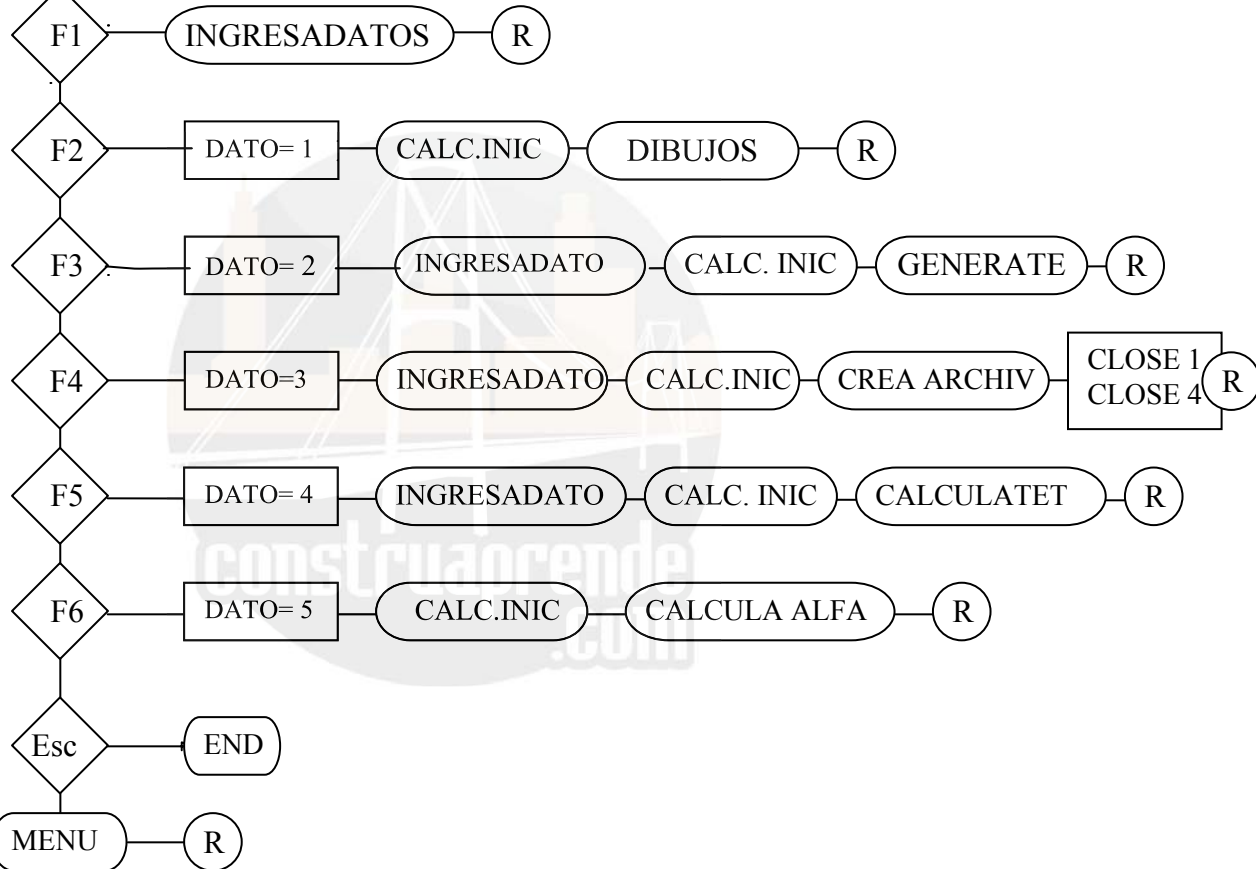 F1 INGRESADATOS R
F2 DATO= 1 CALC.INIC DIBUJOS R
F3 DATO= 2 INGRESADATO CALC. INIC GENERATE R
F4 DATO=3 INGRESADATO CALC.INIC CREA ARCHIV CLOSE 1 R
CLOSE 4
F5 DATO= 4 INGRESADATO CALC. INIC CALCULATET R
construaprende
.com
F6 DATO= 5 CALC.INIC CALCULA ALFA R
Esc END
MENU R